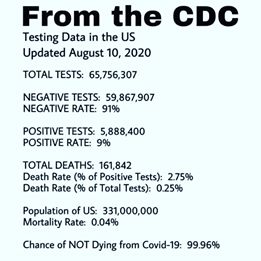 From the CDC
Testing Data in the US
Updated August 10, 2020
TOTAL TESTS: 65,756,307
NEGATIVE TESTS: 59,867,907
NEGATIVE RATE: 91%
POSITIVE TESTS: 5,888,400
POSITIVE RATE: 9%
TOTAL DEATHS: 161,842
Death Rate (% of Positive Tests): 2.75%
Death Rate (% of Total Tests): 0.25%
Population of US: 331,000,000
Mortality Rate: 0.04%
Chance of NOT Dying from Covid-19: 99.96%